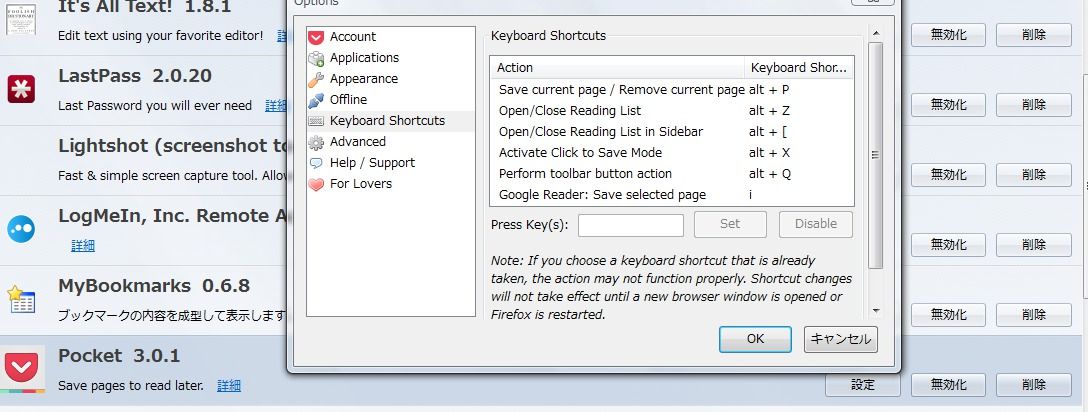 It's All Text! 1.8.1
Edit text using your favorite editor!
無効化 削除
LastPass 2.0.20
Last Password you will ever need 詳細
無効化 削除
Lightshot (screenshot to
Fast & simple screen capture tool. Allow
無効化 削除
LogMeIn, Inc. Remote A
詳細
無効化 削除
MyBookmarks 0.6.8
ブックマークの内容を成型して表示します
無効化 削除
Pocket 3.0.1
Save pages to read later. 詳細
設定 無効化 削除
Options
Account
Applications
Appearance
Offline
Keyboard Shortcuts
Advanced
Help / Support
For Lovers
Keyboard Shortcuts
Action Keyboard Shor...
Save current page / Remove current page alt + P
Open/Close Reading List alt + Z
Open/Close Reading List in Sidebar alt + [
Activate Click to Save Mode alt + X
Perform toolbar button action alt + Q
Google Reader: Save selected page i
Press Key(s): Set Disable
Note: If you choose a keyboard shortcut that is already
taken, the action may not function properly. Shortcut changes
will not take effect until a new browser window is opened or
Firefox is restarted.
OK キャンセル